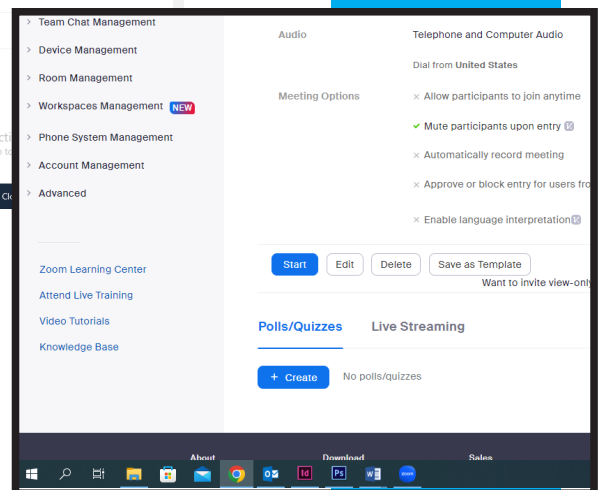 Team Chat Management
Device Management
Room Management
Workspaces Management NEW
Phone System Management
Account Management
Advanced
Zoom Learning Center
Attend Live Training
Video Tutorials
Knowledge Base
Audio
Telephone and Computer Audio
Dial from United States
Meeting Options
× Allow participants to join anytime
✓ Mute participants upon entry
× Automatically record meeting
× Approve or block entry for users fro
× Enable language interpretation
Start Edit Delete Save as Template
Want to invite view-only
Polls/Quizzes Live Streaming
+ Create No polls/quizzes
About Download Sales
Id Ps W zoom